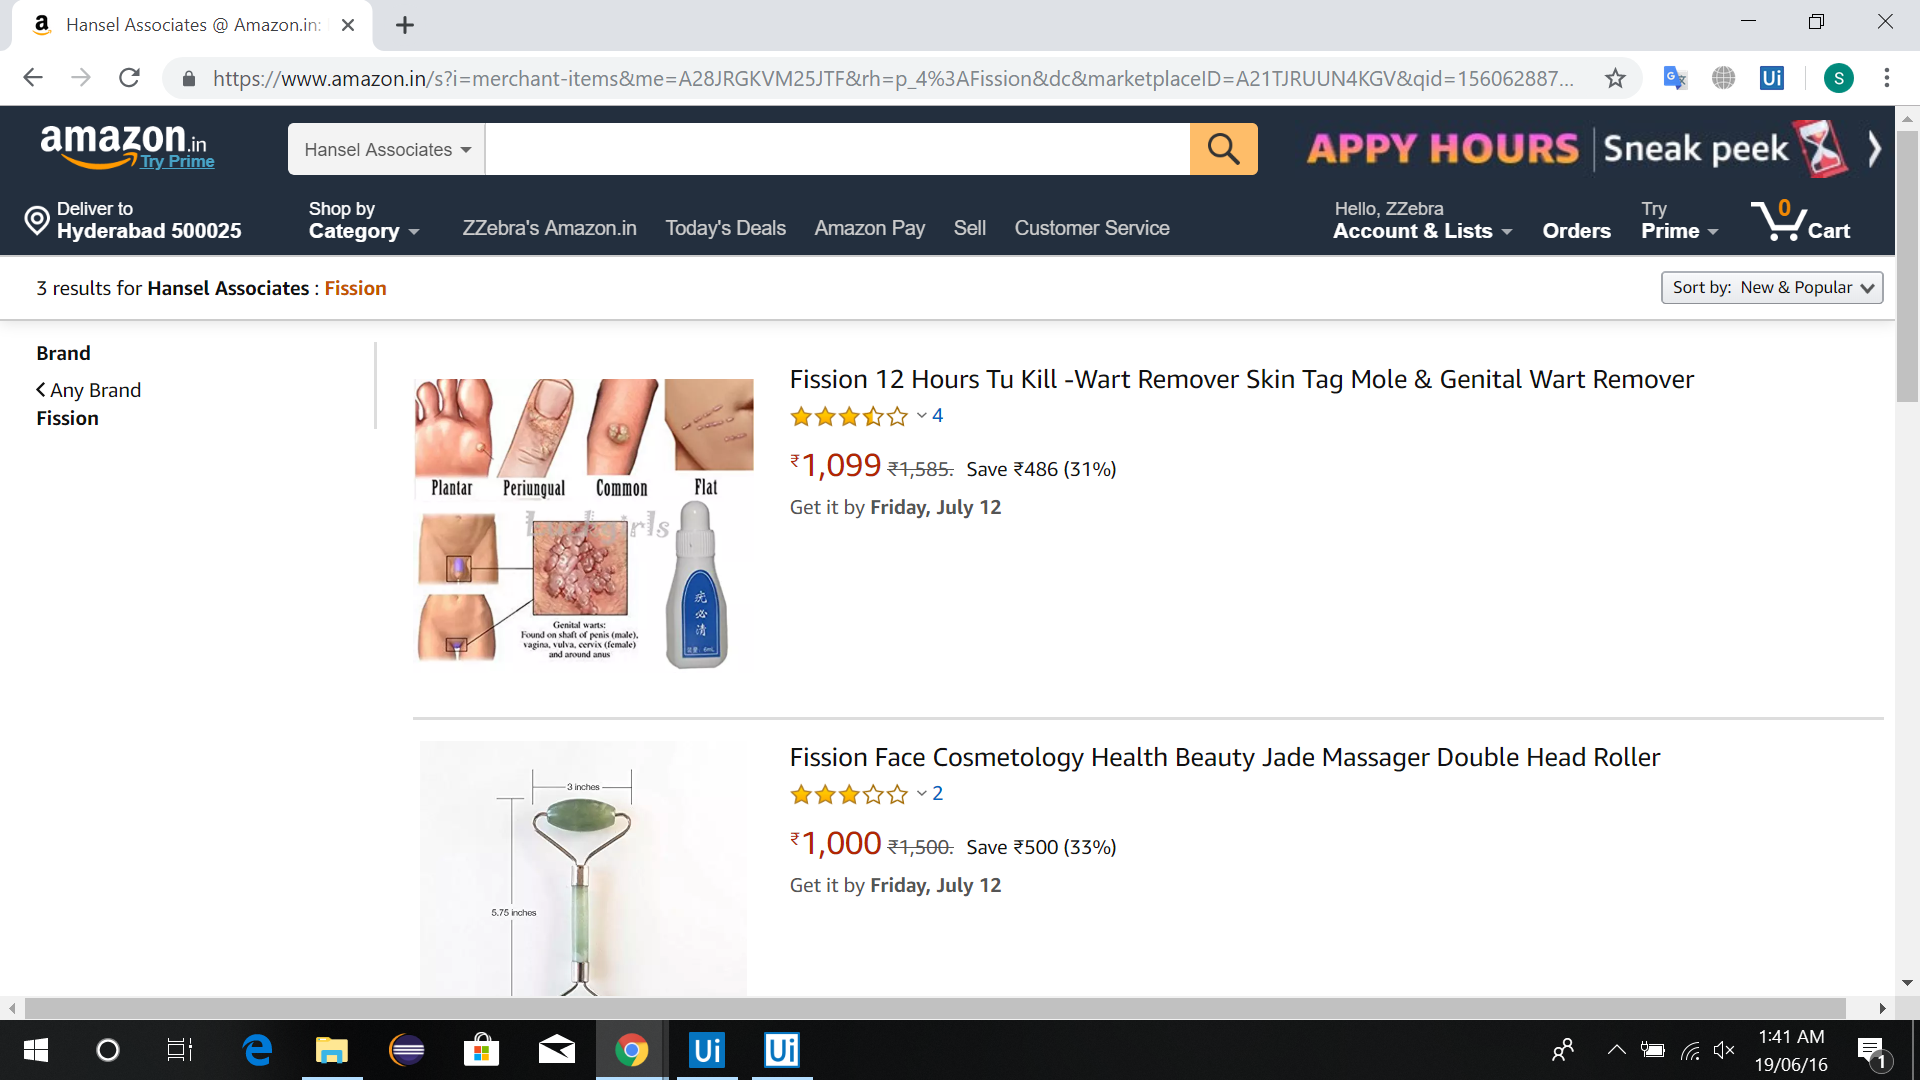 Hansel Associates @ Amazon.in:
https://www.amazon.in/s?i=merchant-items&me=A28JRGKVM25JTF&rh=p_4%3AFission&dc&marketplaceID=A21TJRUUN4KGV&qid=156062887...
Ui
S
amazon.in
Try Prime
Hansel Associates
APPY HOURS
Sneak peek
Deliver to
Hyderabad 500025
Shop by
Category
ZZebra's Amazon.in
Today's Deals
Amazon Pay
Sell
Customer Service
Hello, ZZebra
Account & Lists
Orders
Try
Prime
0
Cart
3 results for Hansel Associates : Fission
Sort by: New & Popular
Brand
Any Brand
Fission
Plantar
Periungual
Common
Flat
Genital warts:
Found on shaft of penis (male),
vagina, vulva, cervix (female)
and around anus
疣
必
清
Fission 12 Hours Tu Kill -Wart Remover Skin Tag Mole & Genital Wart Remover
4
₹1,099 ₹1,585. Save ₹486 (31%)
Get it by Friday, July 12
3 inches
5.75 inches
Fission Face Cosmetology Health Beauty Jade Massager Double Head Roller
2
₹1,000 ₹1,500. Save ₹500 (33%)
Get it by Friday, July 12
Ui
Ui
1:41 AM
19/06/16
1